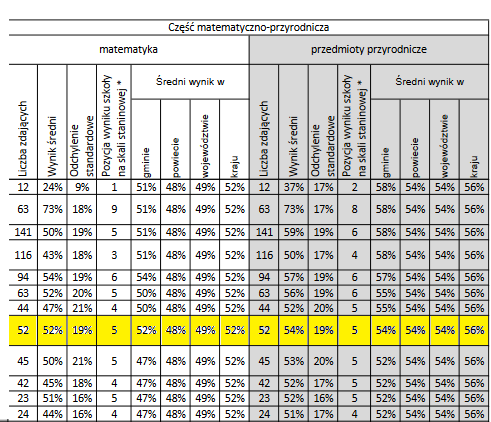 Część matematyczno-przyrodnicza
matematyka przedmioty przyrodnicze
Liczba zdających Wynik średni Odchylenie standardowe Pozycja wyniku szkoły na skali staninowej * Średni wynik w gminie powiecie województwie kraju Liczba zdających Wynik średni Odchylenie standardowe Pozycja wyniku szkoły na skali staninowej * Średni wynik w gminie powiecie województwie kraju
12 24% 9% 1 51% 48% 49% 52% 12 37% 17% 2 58% 54% 54% 56%
63 73% 18% 9 51% 48% 49% 52% 63 73% 17% 8 58% 54% 54% 56%
141 50% 19% 5 51% 48% 49% 52% 141 59% 19% 6 58% 54% 54% 56%
116 43% 18% 3 51% 48% 49% 52% 116 50% 17% 4 58% 54% 54% 56%
94 54% 19% 6 54% 48% 49% 52% 94 57% 19% 6 57% 54% 54% 56%
63 52% 20% 5 50% 48% 49% 52% 63 56% 19% 6 55% 54% 54% 56%
44 47% 21% 4 50% 48% 49% 52% 44 52% 20% 5 55% 54% 54% 56%
52 52% 19% 5 52% 48% 49% 52% 52 54% 19% 5 54% 54% 54% 56%
45 50% 21% 5 47% 48% 49% 52% 45 53% 20% 5 52% 54% 54% 56%
42 45% 18% 4 47% 48% 49% 52% 42 52% 17% 5 52% 54% 54% 56%
23 51% 16% 5 47% 48% 49% 52% 23 52% 16% 5 52% 54% 54% 56%
24 44% 16% 4 47% 48% 49% 52% 24 51% 17% 4 52% 54% 54% 56%